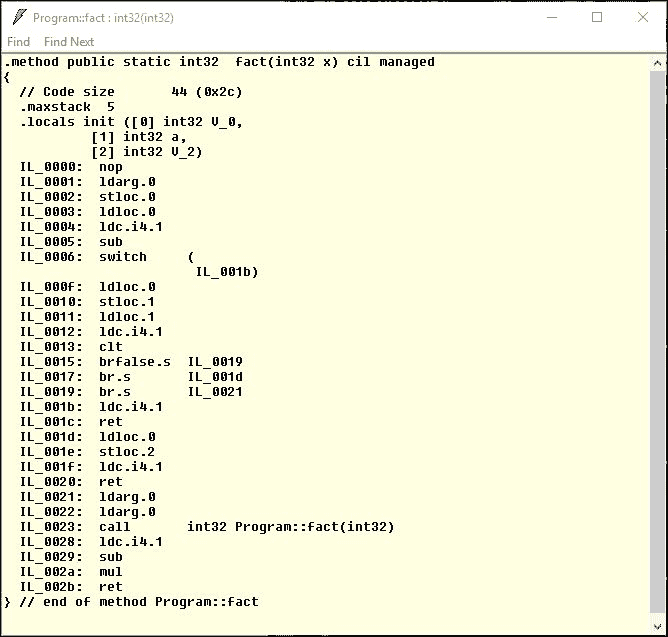 Program::fact : int32(int32)
Find Find Next
.method public static int32  fact(int32 x) cil managed
{
  // Code size       44 (0x2c)
  .maxstack  5
  .locals init ([0] int32 V_0,
           [1] int32 a,
           [2] int32 V_2)
  IL_0000:  nop
  IL_0001:  ldarg.0
  IL_0002:  stloc.0
  IL_0003:  ldloc.0
  IL_0004:  ldc.i4.1
  IL_0005:  sub
  IL_0006:  switch     (
                        IL_001b)
  IL_000f:  ldloc.0
  IL_0010:  stloc.1
  IL_0011:  ldloc.1
  IL_0012:  ldc.i4.1
  IL_0013:  clt
  IL_0015:  brfalse.s  IL_0019
  IL_0017:  br.s       IL_001d
  IL_0019:  br.s       IL_0021
  IL_001b:  ldc.i4.1
  IL_001c:  ret
  IL_001d:  ldloc.0
  IL_001e:  stloc.2
  IL_001f:  ldc.i4.1
  IL_0020:  ret
  IL_0021:  ldarg.0
  IL_0022:  ldarg.0
  IL_0023:  call       int32 Program::fact(int32)
  IL_0028:  ldc.i4.1
  IL_0029:  sub
  IL_002a:  mul
  IL_002b:  ret
} // end of method Program::fact